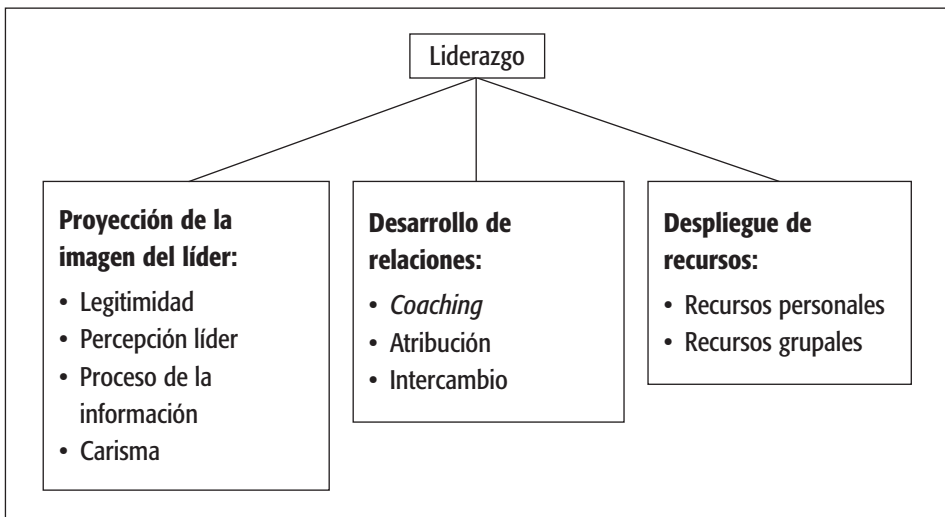 Liderazgo
Proyección de la
imagen del líder:
• Legitimidad
• Percepción líder
• Proceso de la
información
• Carisma
Desarrollo de
relaciones:
• Coaching
• Atribución
• Intercambio
Despliegue de
recursos:
• Recursos personales
• Recursos grupales